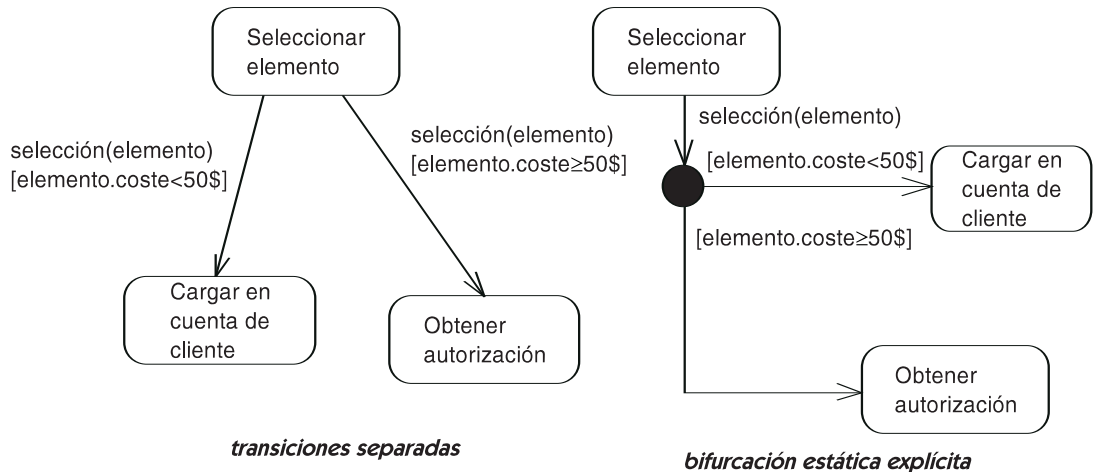 Seleccionar
elemento
selección(elemento)
[elemento.coste<50$]
selección(elemento)
[elemento.coste≥50$]
Cargar en
cuenta de
cliente
Obtener
autorización
transiciones separadas
Seleccionar
elemento
selección(elemento)
[elemento.coste<50$]
Cargar en
cuenta de
cliente
[elemento.coste≥50$]
Obtener
autorización
bifurcación estática explícita